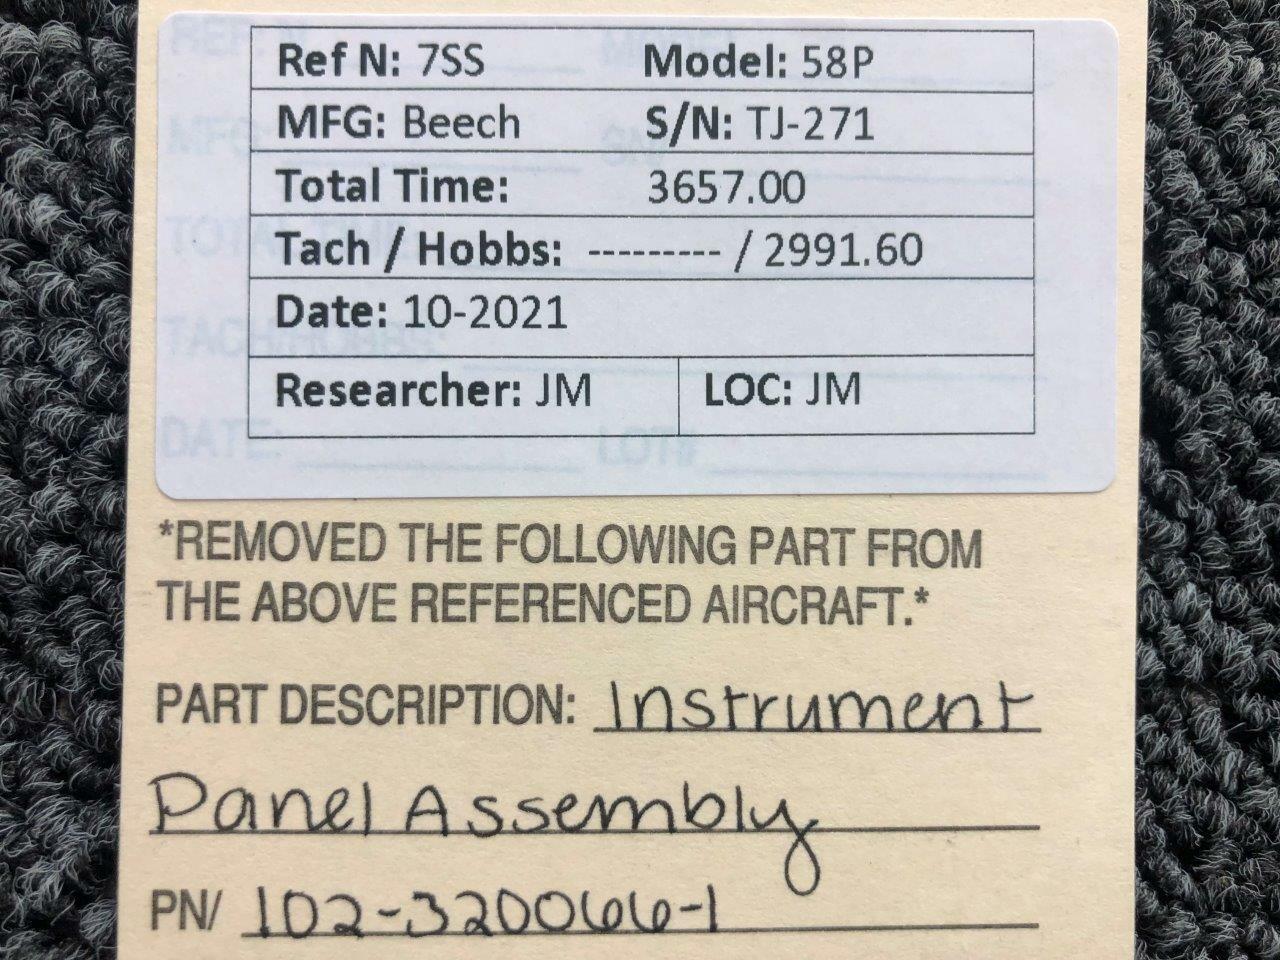 Ref N: 7SS Model: 58P
MFG: Beech S/N: TJ-271
Total Time: 3657.00
Tach / Hobbs: --------- / 2991.60
Date: 10-2021
Researcher: JM LOC: JM
*REMOVED THE FOLLOWING PART FROM
THE ABOVE REFERENCED AIRCRAFT.*
PART DESCRIPTION: Instrument
Panel Assembly
PN/ 102-320066-1